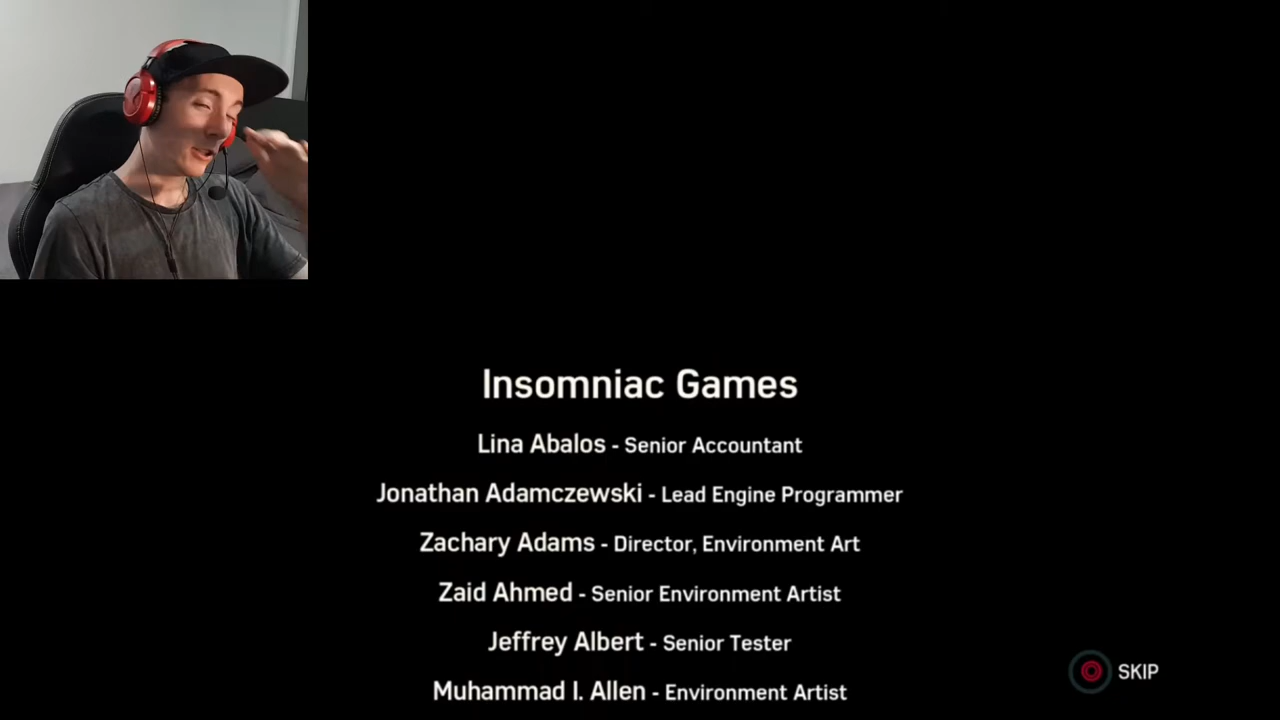 Insomniac Games
Lina Abalos - Senior Accountant
Jonathan Adamczewski - Lead Engine Programmer
Zachary Adams - Director, Environment Art
Zaid Ahmed - Senior Environment Artist
Jeffrey Albert - Senior Tester
Muhammad I. Allen - Environment Artist
SKIP